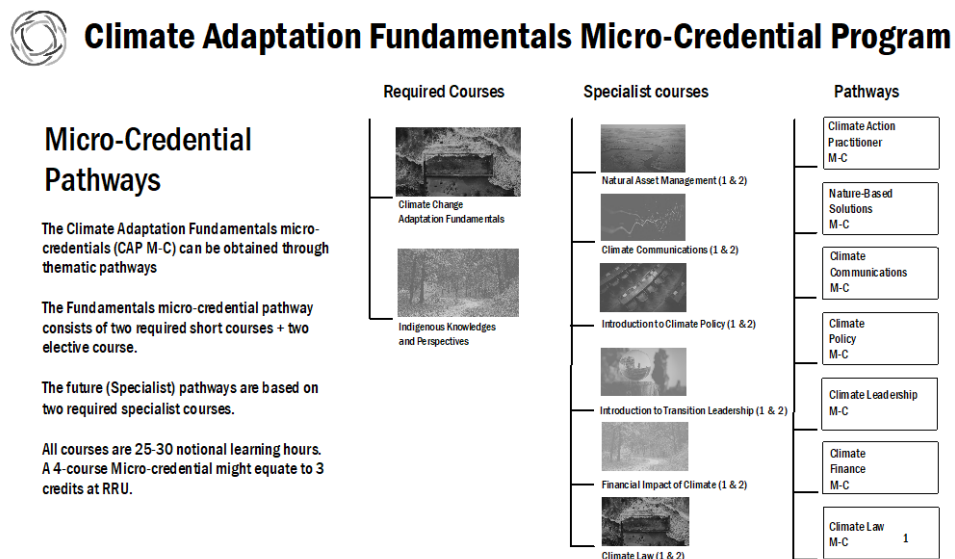 Climate Adaptation Fundamentals Micro-Credential Program
Micro-Credential
Pathways
The Climate Adaptation Fundamentals micro-
credentials (CAP M-C) can be obtained through
thematic pathways
The Fundamentals micro-credential pathway
consists of two required short courses + two
elective course.
The future (Specialist) pathways are based on
two required specialist courses.
All courses are 25-30 notional learning hours.
A 4-course Micro-credential might equate to 3
credits at RRU.
Required Courses
Climate Change
Adaptation Fundamentals
Indigenous Knowledges
and Perspectives
Specialist courses
Natural Asset Management (1 & 2)
Climate Communications (1 & 2)
Introduction to Climate Policy (1 & 2)
Introduction to Transition Leadership (1 & 2)
Financial Impact of Climate (1 & 2)
Climate Law (1 & 2)
Pathways
Climate Action
Practitioner
M-C
Nature-Based
Solutions
M-C
Climate
Communications
M-C
Climate
Policy
M-C
Climate Leadership
M-C
Climate
Finance
M-C
Climate Law
M-C
1